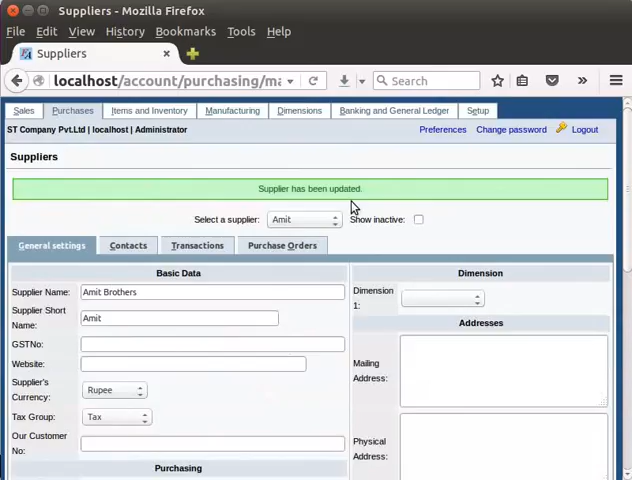 Suppliers - Mozilla Firefox
File Edit View History Bookmarks Tools Help
Suppliers
localhost/account/purchasing/ma
Search
Sales Purchases Items and Inventory Manufacturing Dimensions Banking and General Ledger Setup
ST Company Pvt.Ltd | localhost | Administrator Preferences Change password Logout
Suppliers
Supplier has been updated.
Select a supplier: Amit Show inactive:
General settings Contacts Transactions Purchase Orders
Basic Data
Supplier Name: Amit Brothers
Supplier Short Name: Amit
GSTNo:
Website:
Supplier's Currency: Rupee
Tax Group: Tax
Our Customer No:
Purchasing
Dimension
Dimension 1:
Addresses
Mailing Address:
Physical Address: